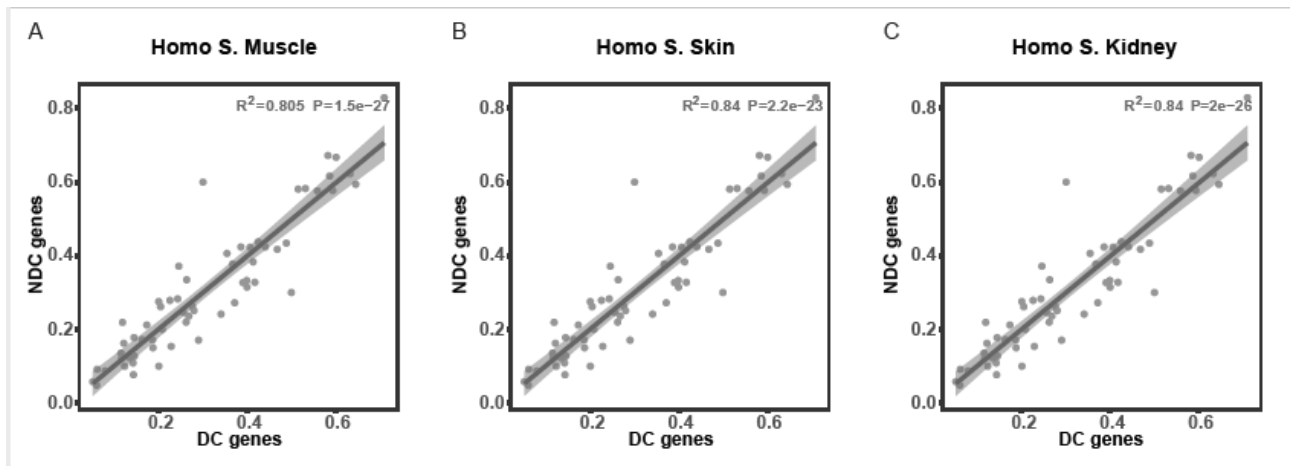 A
Homo S. Muscle
R²=0.805 P=1.5e−27
NDC genes
0.8
0.6
0.4
0.2
0.0
0.2
0.4
0.6
DC genes
B
Homo S. Skin
R²=0.84 P=2.2e−23
NDC genes
0.8
0.6
0.4
0.2
0.0
0.2
0.4
0.6
DC genes
C
Homo S. Kidney
R²=0.84 P=2e−26
NDC genes
0.8
0.6
0.4
0.2
0.0
0.2
0.4
0.6
DC genes